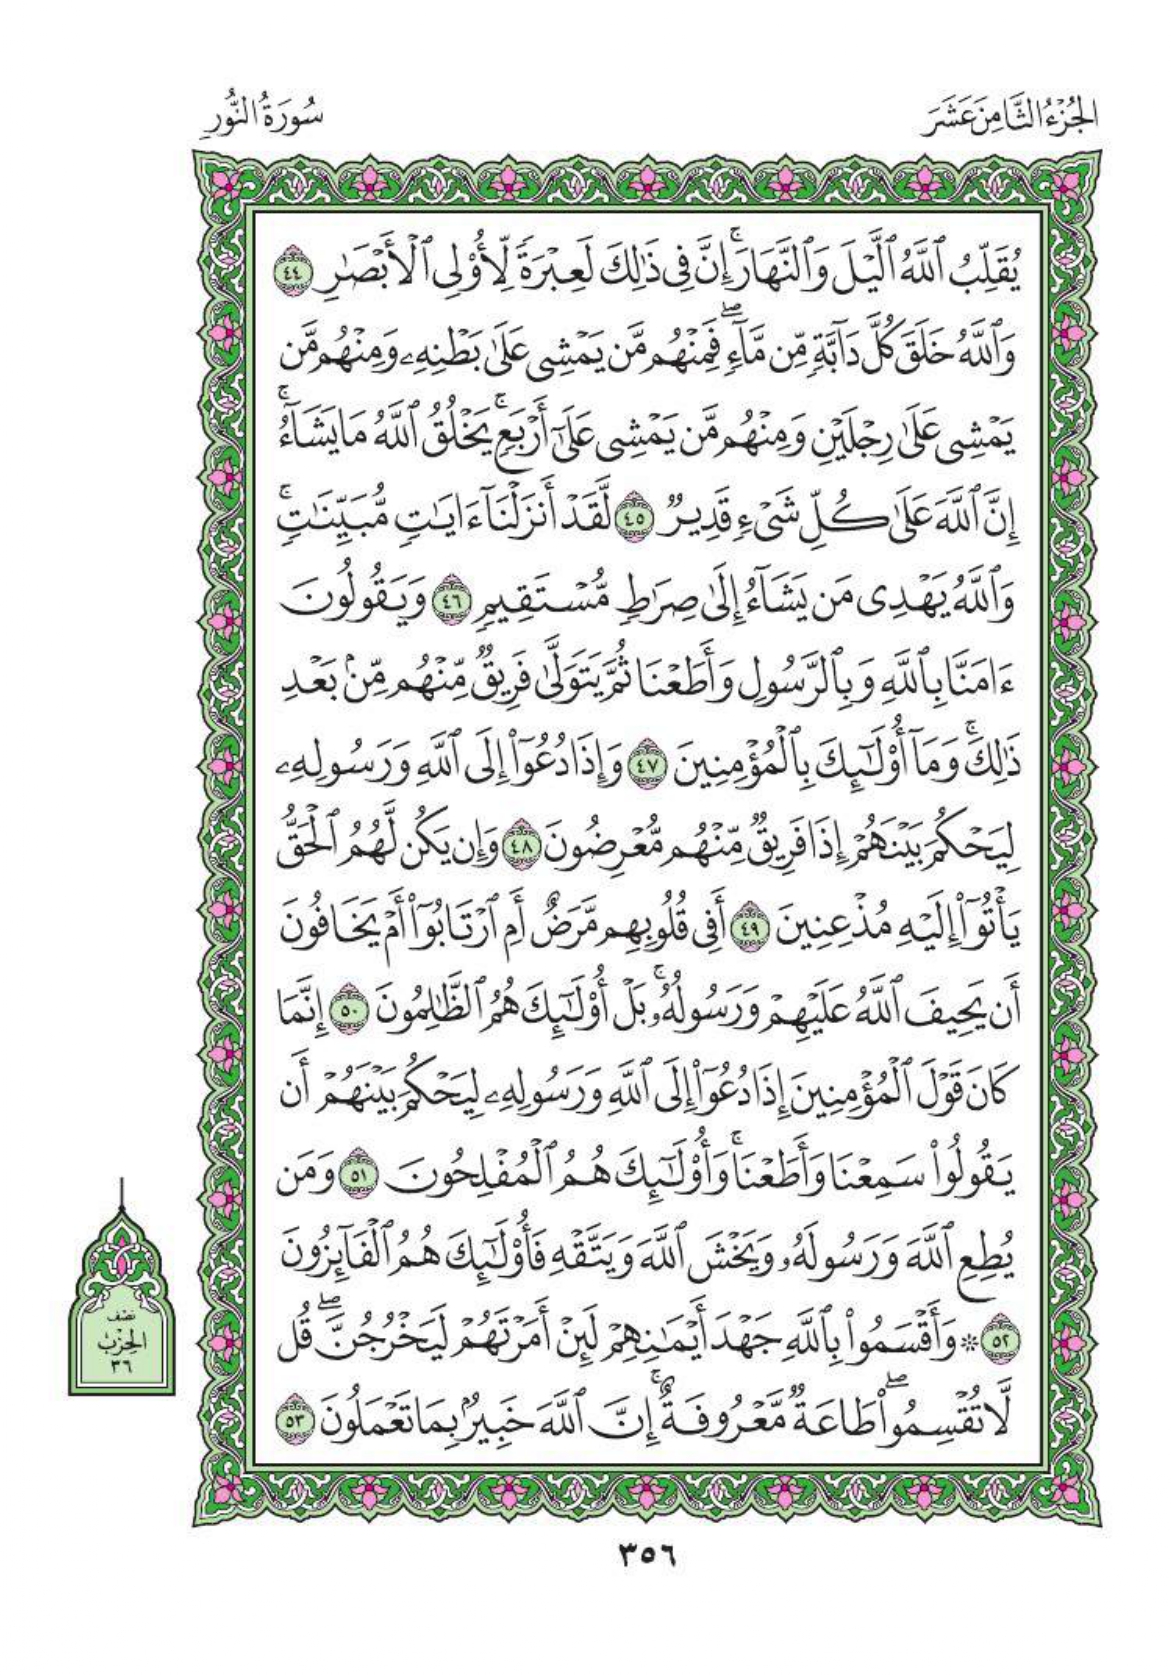 الجُزْءُ الثَّامِنَ عَشَرَ
سُورَةُ النُّورِ
يُقَلِّبُ ٱللَّهُ ٱلَّيْلَ وَٱلنَّهَارَۚ إِنَّ فِى ذَٰلِكَ لَعِبْرَةً لِّأُو۟لِى ٱلْأَبْصَٰرِ ٤٤
وَٱللَّهُ خَلَقَ كُلَّ دَآبَّةٍ مِّن مَّآءٍۖ فَمِنْهُم مَّن يَمْشِى عَلَىٰ بَطْنِهِۦ وَمِنْهُم مَّن
يَمْشِى عَلَىٰ رِجْلَيْنِ وَمِنْهُم مَّن يَمْشِى عَلَىٰٓ أَرْبَعٍۚ يَخْلُقُ ٱللَّهُ مَا يَشَآءُۚ
إِنَّ ٱللَّهَ عَلَىٰ كُلِّ شَىْءٍ قَدِيرٌ ٤٥ لَّقَدْ أَنزَلْنَآ ءَايَٰتٍ مُّبَيِّنَٰتٍۚ
وَٱللَّهُ يَهْدِى مَن يَشَآءُ إِلَىٰ صِرَٰطٍ مُّسْتَقِيمٍ ٤٦ وَيَقُولُونَ
ءَامَنَّا بِٱللَّهِ وَبِٱلرَّسُولِ وَأَطَعْنَا ثُمَّ يَتَوَلَّىٰ فَرِيقٌ مِّنْهُم مِّنۢ بَعْدِ
ذَٰلِكَۚ وَمَآ أُو۟لَٰٓئِكَ بِٱلْمُؤْمِنِينَ ٤٧ وَإِذَا دُعُوٓا۟ إِلَى ٱللَّهِ وَرَسُولِهِۦ
لِيَحْكُمَ بَيْنَهُمْ إِذَا فَرِيقٌ مِّنْهُم مُّعْرِضُونَ ٤٨ وَإِن يَكُن لَّهُمُ ٱلْحَقُّ
يَأْتُوٓا۟ إِلَيْهِ مُذْعِنِينَ ٤٩ أَفِى قُلُوبِهِم مَّرَضٌ أَمِ ٱرْتَابُوٓا۟ أَمْ يَخَافُونَ
أَن يَحِيفَ ٱللَّهُ عَلَيْهِمْ وَرَسُولُهُۥۚ بَلْ أُو۟لَٰٓئِكَ هُمُ ٱلظَّٰلِمُونَ ٥٠ إِنَّمَا
كَانَ قَوْلَ ٱلْمُؤْمِنِينَ إِذَا دُعُوٓا۟ إِلَى ٱللَّهِ وَرَسُولِهِۦ لِيَحْكُمَ بَيْنَهُمْ أَن
يَقُولُوا۟ سَمِعْنَا وَأَطَعْنَاۚ وَأُو۟لَٰٓئِكَ هُمُ ٱلْمُفْلِحُونَ ٥١ وَمَن
يُطِعِ ٱللَّهَ وَرَسُولَهُۥ وَيَخْشَ ٱللَّهَ وَيَتَّقْهِ فَأُو۟لَٰٓئِكَ هُمُ ٱلْفَآئِزُونَ
٥٢ ۞ وَأَقْسَمُوا۟ بِٱللَّهِ جَهْدَ أَيْمَٰنِهِمْ لَئِنْ أَمَرْتَهُمْ لَيَخْرُجُنَّۖ قُل
لَّا تُقْسِمُوا۟ۖ طَاعَةٌ مَّعْرُوفَةٌۚ إِنَّ ٱللَّهَ خَبِيرٌۢ بِمَا تَعْمَلُونَ ٥٣
نصف
الحِزْبُ
٣٦
٣٥٦